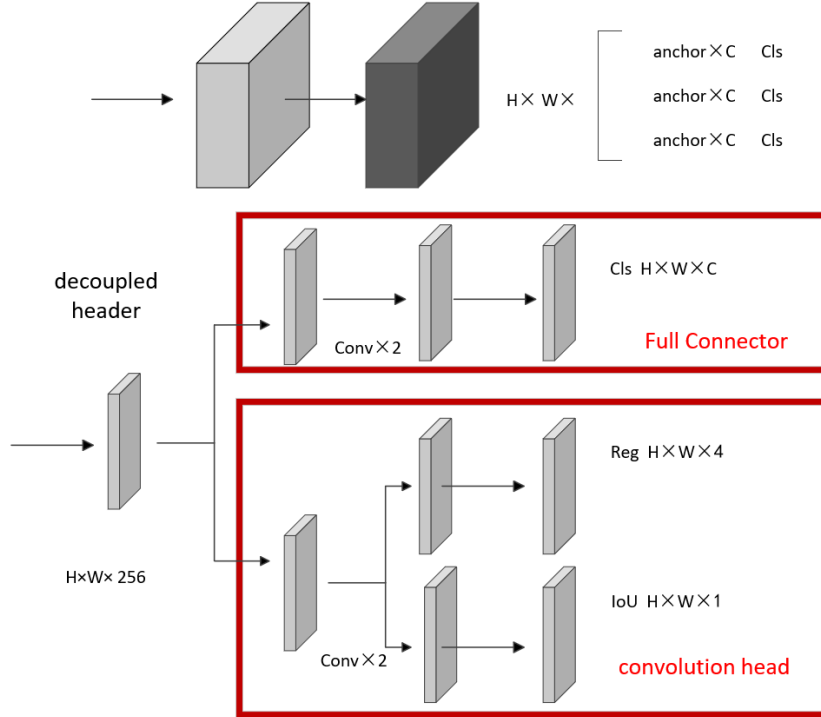 H× W×
anchor×C Cls
anchor×C Cls
anchor×C Cls
decoupled
header
Cls H×W×C
Conv×2
Full Connector
Reg H×W×4
H×W× 256
IoU H×W×1
Conv×2
convolution head